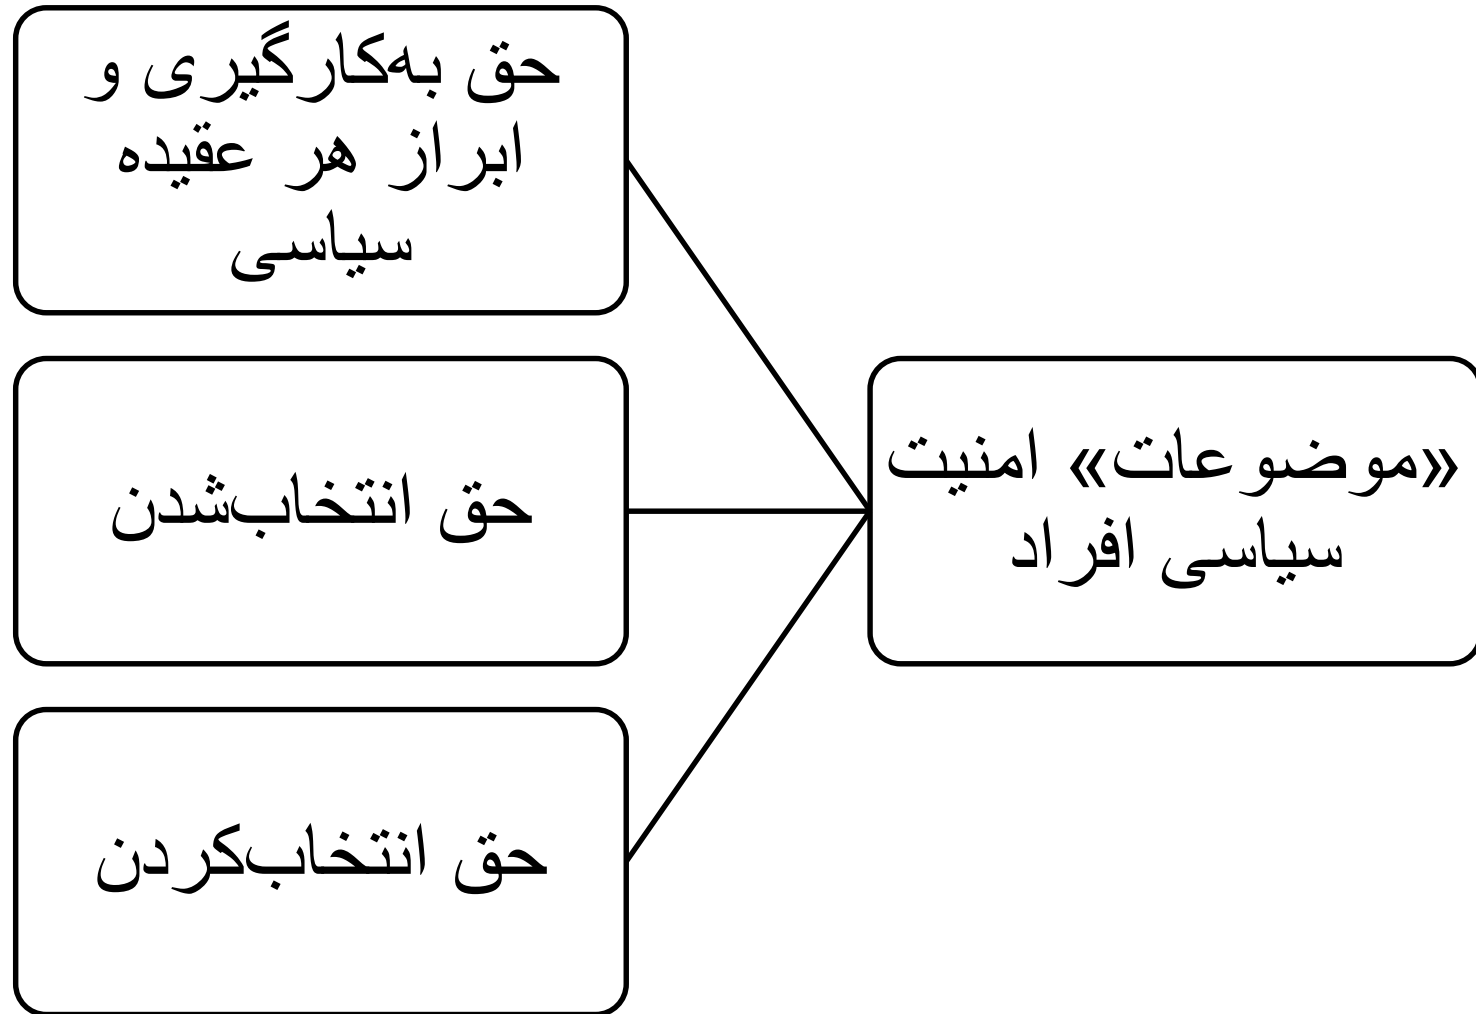 «موضوعات» امنیت
سیاسی افراد
حق به‌کارگیری و
ابراز هر عقیده
سیاسی
حق انتخاب‌شدن
حق انتخاب‌کردن